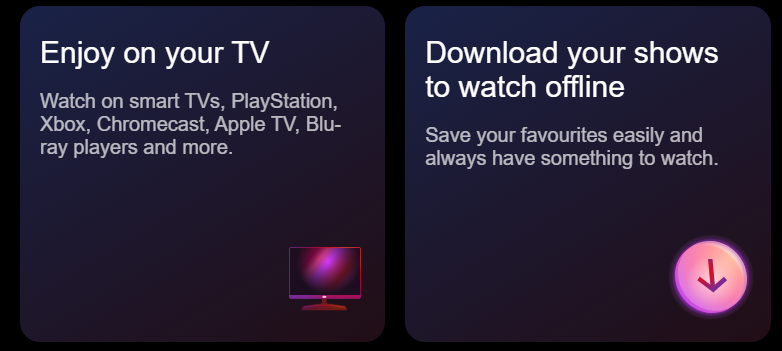 Enjoy on your TV
Watch on smart TVs, PlayStation,
Xbox, Chromecast, Apple TV, Blu-
ray players and more.
Download your shows
to watch offline
Save your favourites easily and
always have something to watch.